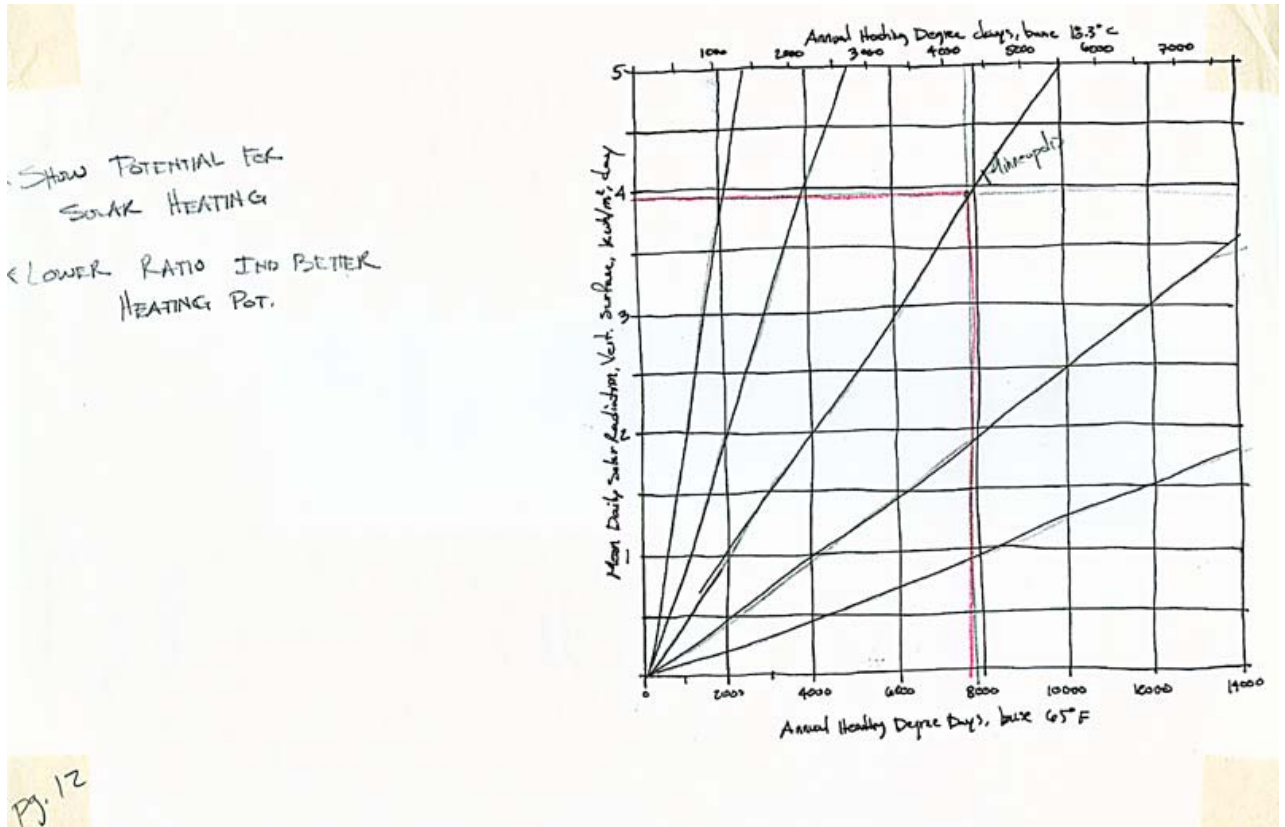 SHOW POTENTIAL FOR
SOLAR HEATING
LOWER RATIO IND BETTER
HEATING POT.
Annual Heating Degree days, base 18.3° C
1000 2000 3000 4000 5000 6000 7000
5
4
3
2
1
Mean Daily Solar Radiation, Vert. Surface, kwh/m², day
Minneapolis
0 2000 4000 6000 8000 10000 14000
Annual Heating Degree Days, base 65° F
pg. 12